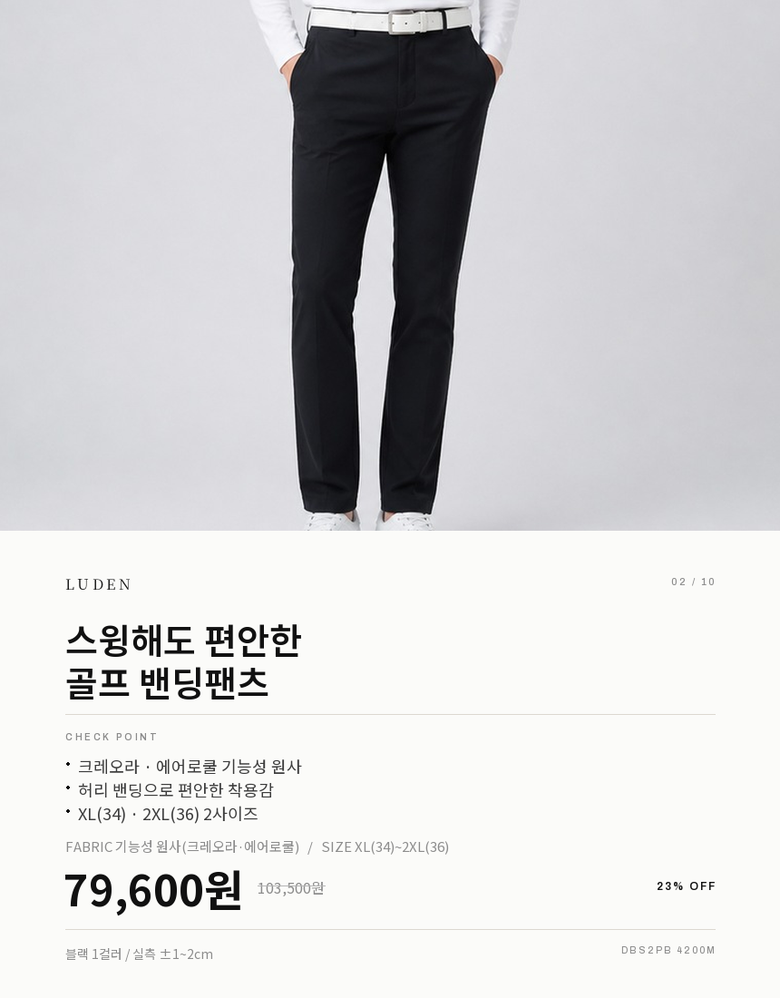 LUDEN
02 / 10
스윙해도 편안한
골프 밴딩팬츠
CHECK POINT
• 크레오라 · 에어로쿨 기능성 원사
• 허리 밴딩으로 편안한 착용감
• XL(34) · 2XL(36) 2사이즈
FABRIC 기능성 원사(크레오라·에어로쿨) / SIZE XL(34)~2XL(36)
79,600원 103,500원
23% OFF
블랙 1컬러 / 실측 ±1~2cm
DBS2PB 4200M